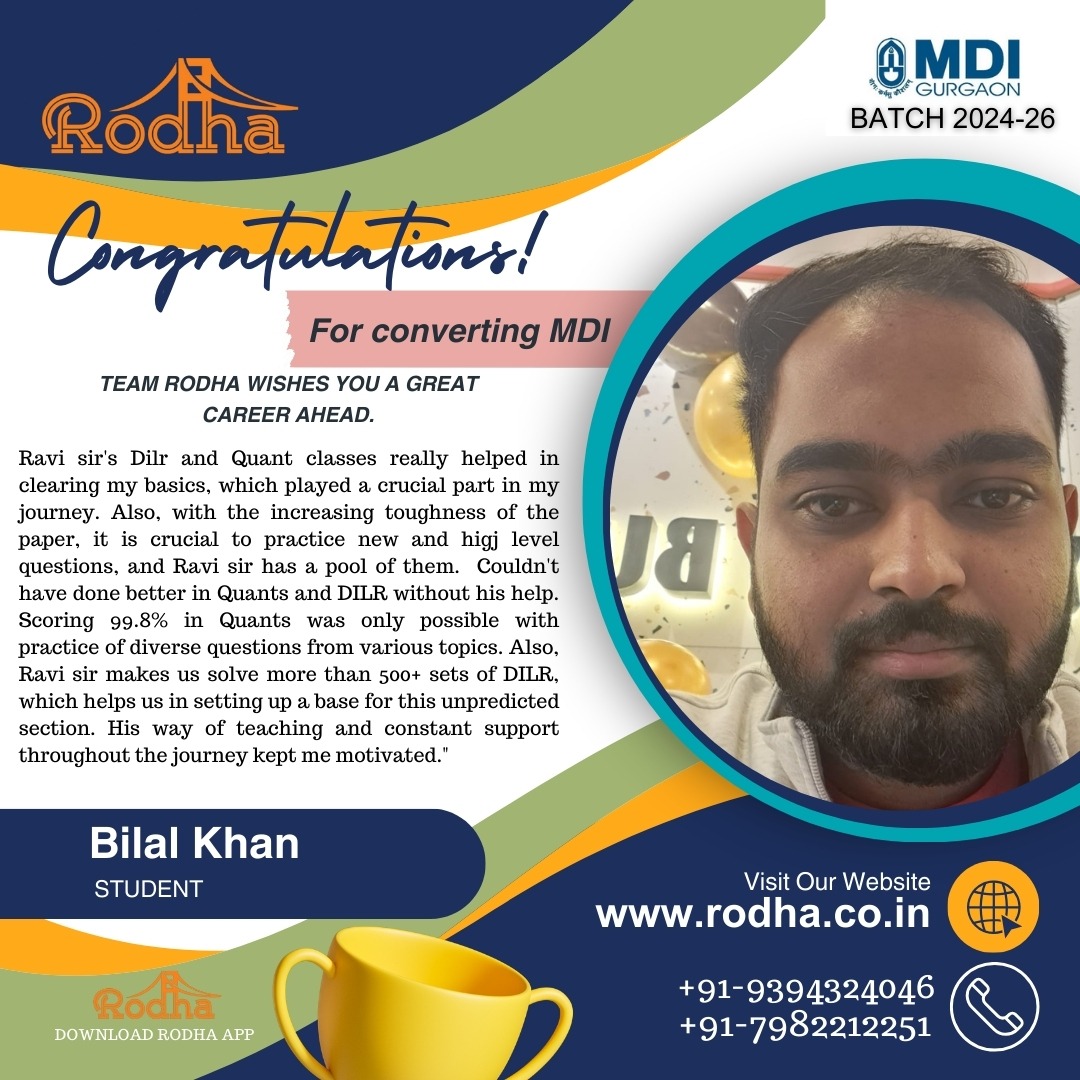 Rodha
MDI
GURGAON
BATCH 2024-26
Congratulations!
For converting MDI
TEAM RODHA WISHES YOU A GREAT
CAREER AHEAD.
Ravi sir's Dilr and Quant classes really helped in
clearing my basics, which played a crucial part in my
journey. Also, with the increasing toughness of the
paper, it is crucial to practice new and higj level
questions, and Ravi sir has a pool of them. Couldn't
have done better in Quants and DILR without his help.
Scoring 99.8% in Quants was only possible with
practice of diverse questions from various topics. Also,
Ravi sir makes us solve more than 500+ sets of DILR,
which helps us in setting up a base for this unpredicted
section. His way of teaching and constant support
throughout the journey kept me motivated."
Bilal Khan
STUDENT
Visit Our Website
www.rodha.co.in
+91-9394324046
+91-7982212251
Rodha
DOWNLOAD RODHA APP